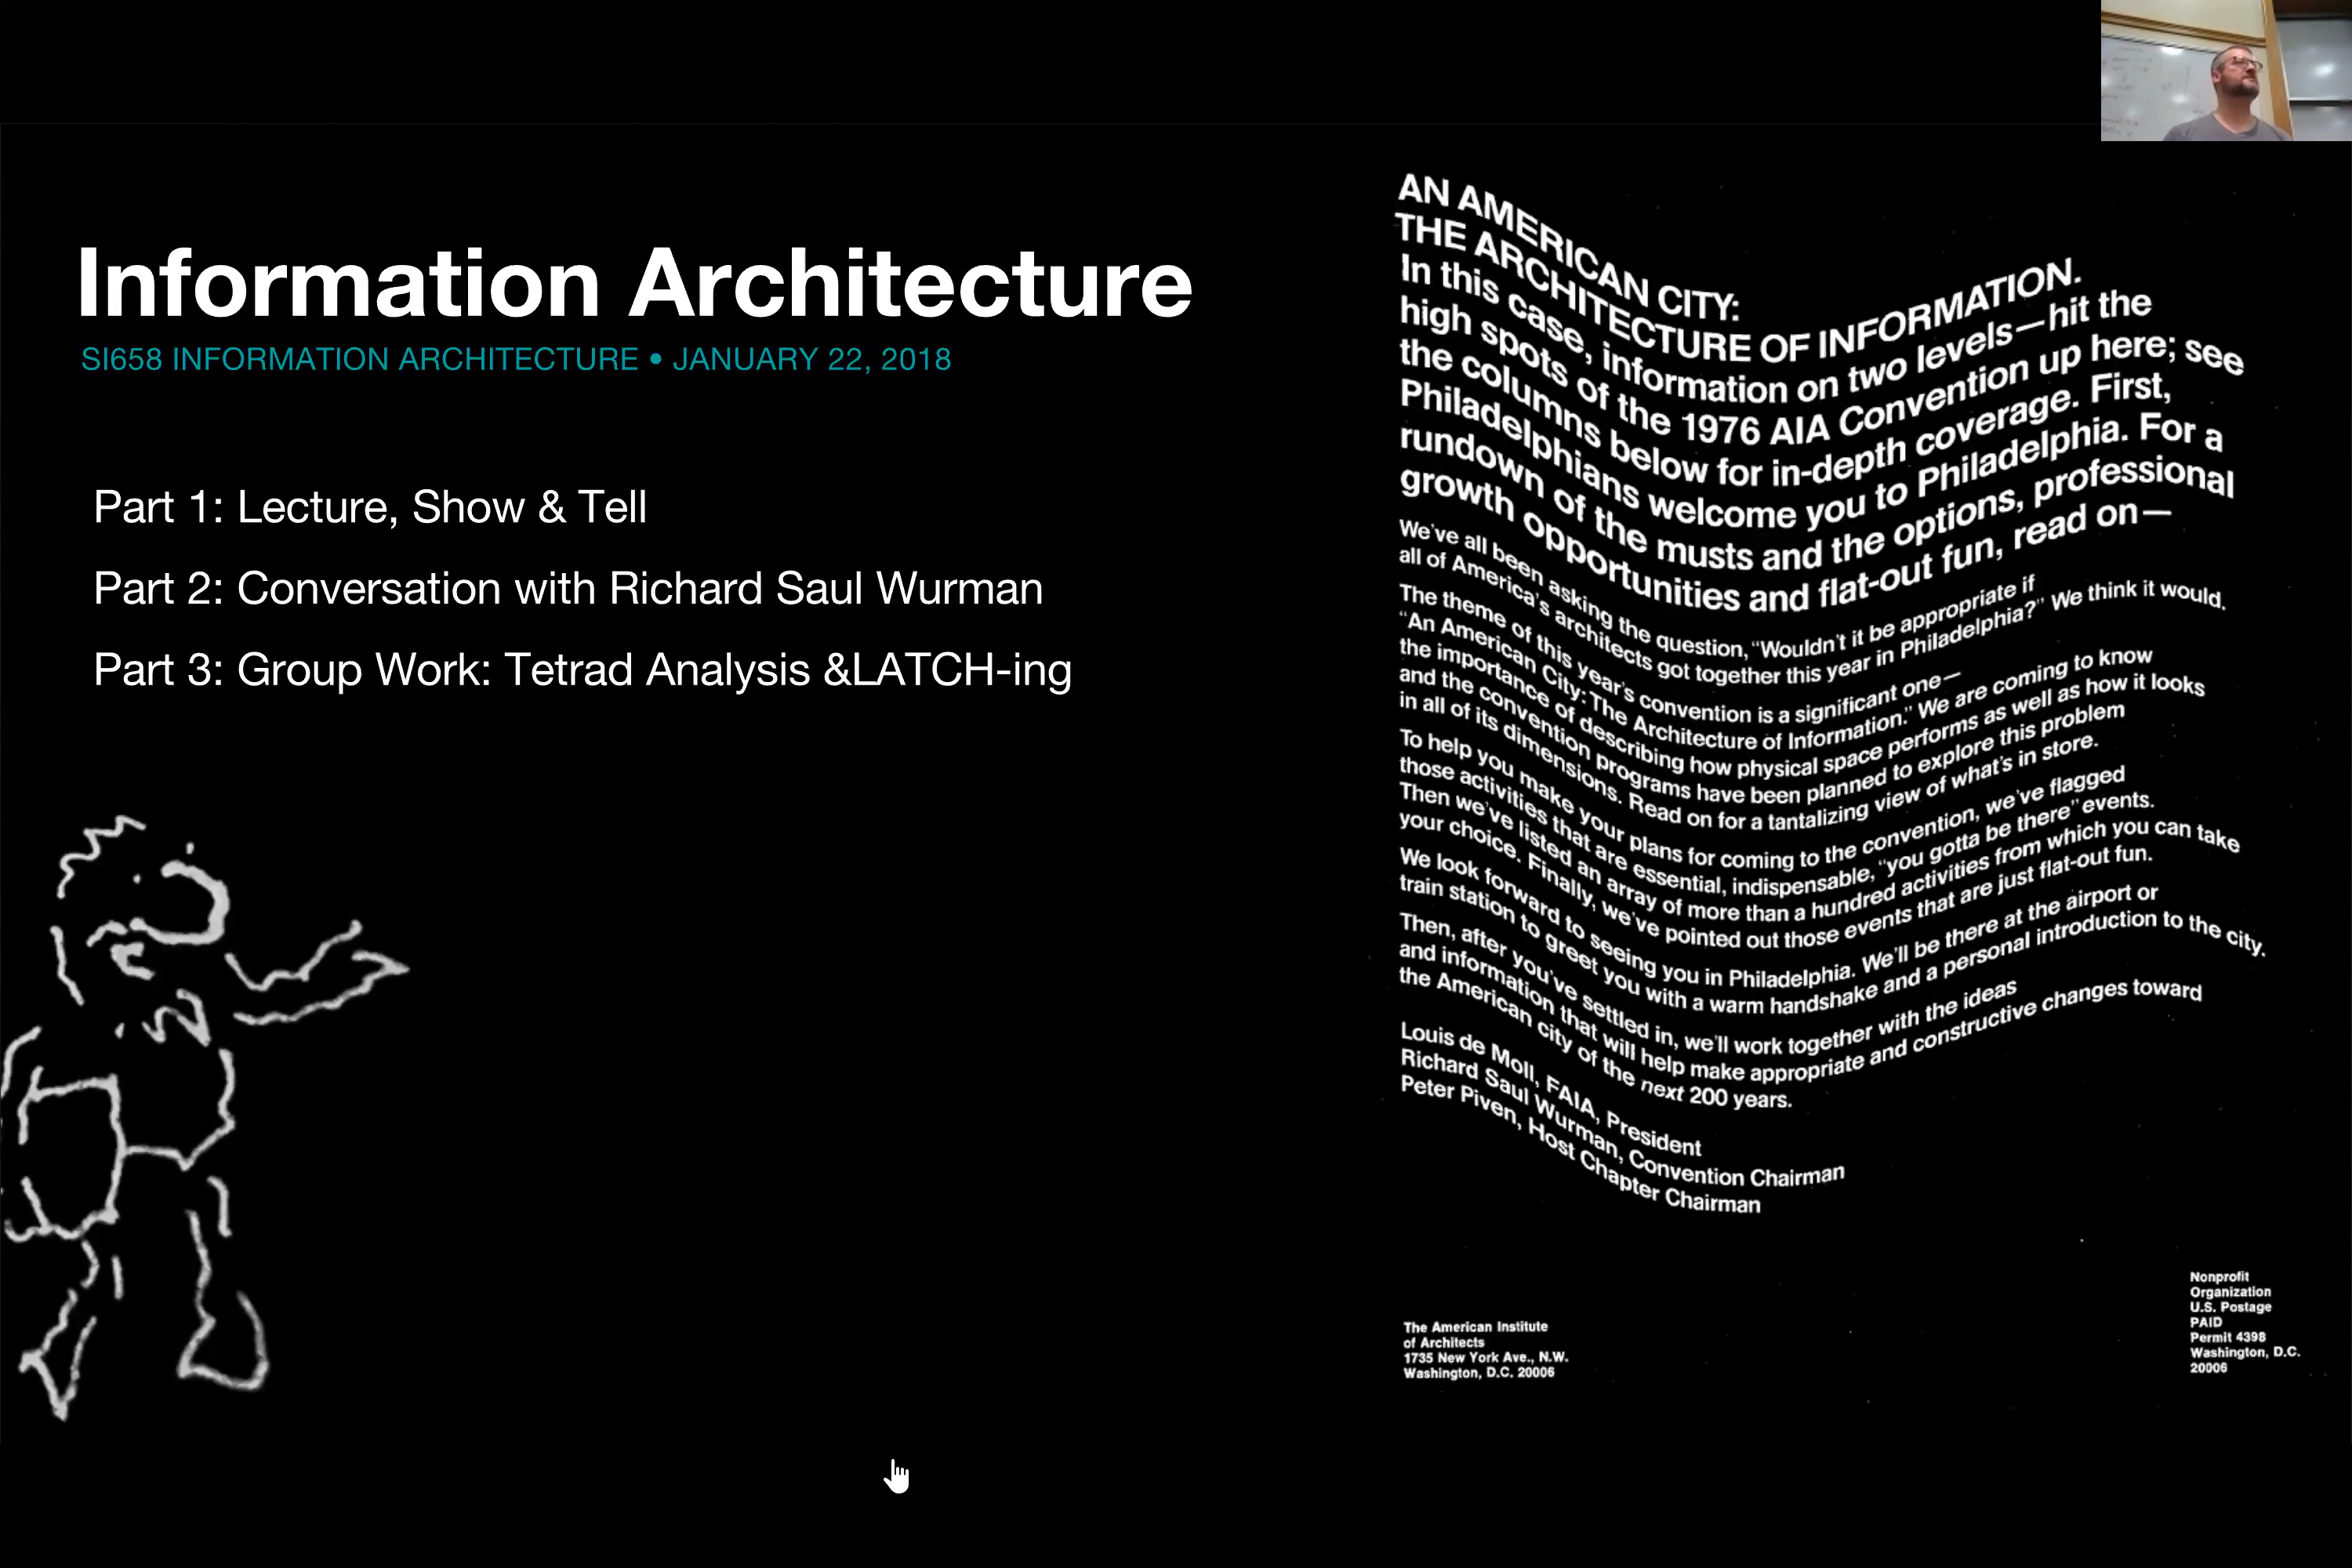 Information Architecture
SI658 INFORMATION ARCHITECTURE • JANUARY 22, 2018
Part 1: Lecture, Show & Tell
Part 2: Conversation with Richard Saul Wurman
Part 3: Group Work: Tetrad Analysis &LATCH-ing
AN AMERICAN CITY:
THE ARCHITECTURE OF INFORMATION.
In this case, information on two levels—hit the
high spots of the 1976 AIA Convention up here; see
the columns below for in-depth coverage. First,
Philadelphians welcome you to Philadelphia. For a
rundown of the musts and the options, professional
growth opportunities and flat-out fun, read on—
We've all been asking the question, “Wouldn't it be appropriate if
all of America's architects got together this year in Philadelphia?” We think it would.
The theme of this year's convention is a significant one—
“An American City: The Architecture of Information.” We are coming to know
the importance of describing how physical space performs as well as how it looks
and the convention programs have been planned to explore this problem
in all of its dimensions. Read on for a tantalizing view of what's in store.
To help you make your plans for coming to the convention, we've flagged
those activities that are essential, indispensable, “you gotta be there” events.
Then we've listed an array of more than a hundred activities from which you can take
your choice. Finally, we've pointed out those events that are just flat-out fun.
We look forward to seeing you in Philadelphia. We'll be there at the airport or
train station to greet you with a warm handshake and a personal introduction to the city.
Then, after you've settled in, we'll work together with the ideas
and information that will help make appropriate and constructive changes toward
the American city of the next 200 years.
Louis de Moll, FAIA, President
Richard Saul Wurman, Convention Chairman
Peter Piven, Host Chapter Chairman
The American Institute
of Architects
1735 New York Ave., N.W.
Washington, D.C. 20006
Nonprofit
Organization
U.S. Postage
PAID
Permit 4398
Washington, D.C.
20006